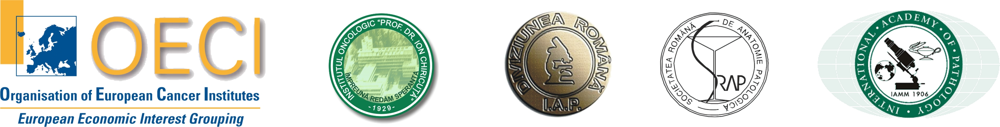 OECI
Organisation of European Cancer Institutes
European Economic Interest Grouping
INSTITUTUL ONCOLOGIC “PROF. DR. ION CHIRICUȚĂ”
ÎMPREUNĂ REDĂM SPERANȚA
-1929-
DIVIZIUNEA ROMÂNĂ
I.A.P.
SOCIETATEA ROMÂNĂ DE ANATOMIE PATOLOGICĂ
SRAP
INTERNATIONAL • ACADEMY • OF • PATHOLOGY •
IAMM 1906